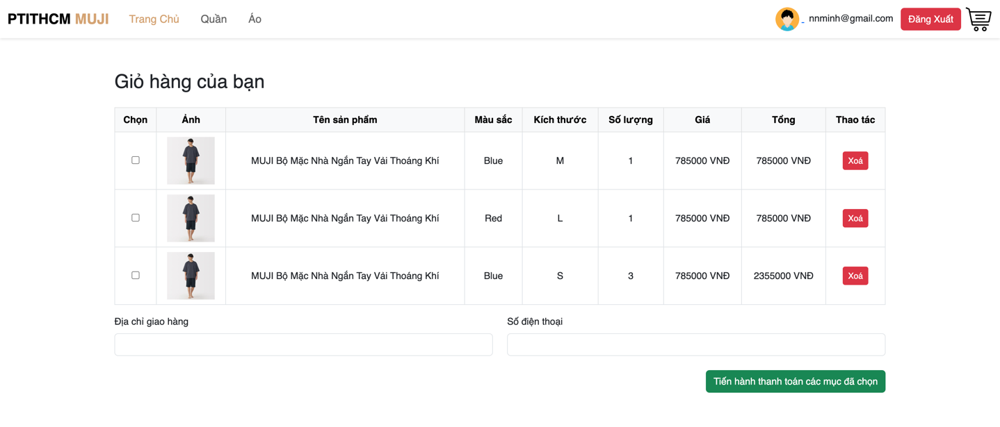 PTITHCM MUJI Trang Chủ Quần Áo nnminh@gmail.com Đăng Xuất
Giỏ hàng của bạn
Chọn Ảnh Tên sản phẩm Màu sắc Kích thước Số lượng Giá Tổng Thao tác
MUJI Bộ Mặc Nhà Ngắn Tay Vải Thoáng Khí Blue M 1 785000 VNĐ 785000 VNĐ Xoá
MUJI Bộ Mặc Nhà Ngắn Tay Vải Thoáng Khí Red L 1 785000 VNĐ 785000 VNĐ Xoá
MUJI Bộ Mặc Nhà Ngắn Tay Vải Thoáng Khí Blue S 3 785000 VNĐ 2355000 VNĐ Xoá
Địa chỉ giao hàng Số điện thoại
Tiến hành thanh toán các mục đã chọn